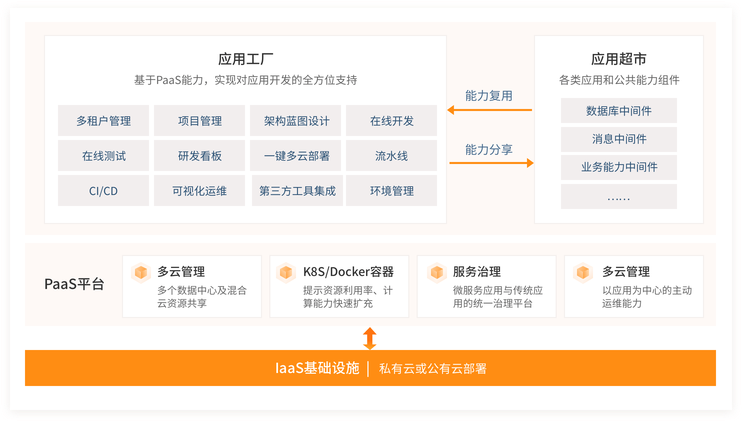 应用工厂
基于PaaS能力，实现对应用开发的全方位支持
多租户管理
项目管理
架构蓝图设计
在线开发
在线测试
研发看板
一键多云部署
流水线
CI/CD
可视化运维
第三方工具集成
环境管理
能力复用
能力分享
应用超市
各类应用和公共能力组件
数据库中间件
消息中间件
业务能力中间件
……
PaaS平台
多云管理
多个数据中心及混合
云资源共享
K8S/Docker容器
提示资源利用率、计
算能力快速扩充
服务治理
微服务应用与传统应
用的统一治理平台
多云管理
以应用为中心的主动
运维能力
IaaS基础设施 | 私有云或公有云部署